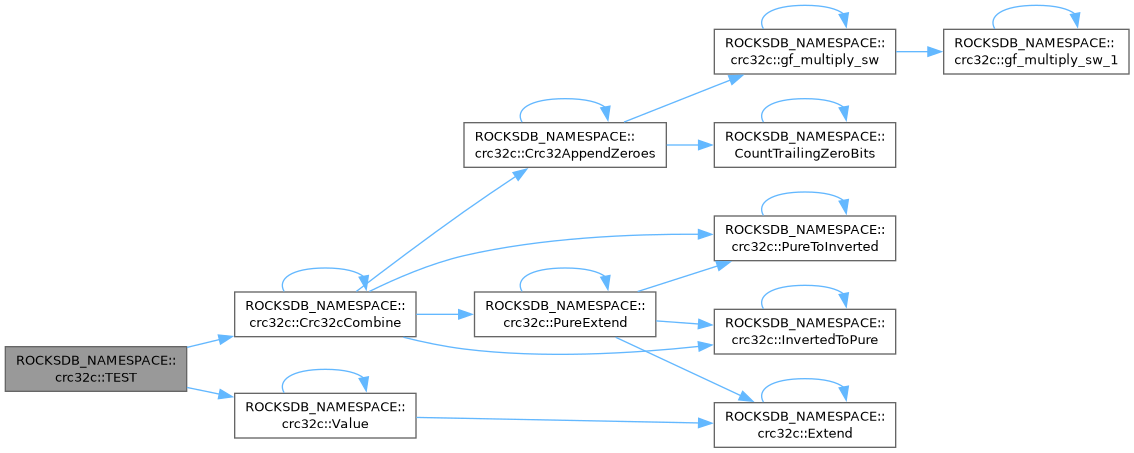 ROCKSDB_NAMESPACE::
crc32c::gf_multiply_sw
ROCKSDB_NAMESPACE::
crc32c::gf_multiply_sw_1
ROCKSDB_NAMESPACE::
crc32c::Crc32AppendZeroes
ROCKSDB_NAMESPACE::
CountTrailingZeroBits
ROCKSDB_NAMESPACE::
crc32c::PureToInverted
ROCKSDB_NAMESPACE::
crc32c::Crc32cCombine
ROCKSDB_NAMESPACE::
crc32c::PureExtend
ROCKSDB_NAMESPACE::
crc32c::InvertedToPure
ROCKSDB_NAMESPACE::
crc32c::TEST
ROCKSDB_NAMESPACE::
crc32c::Value
ROCKSDB_NAMESPACE::
crc32c::Extend